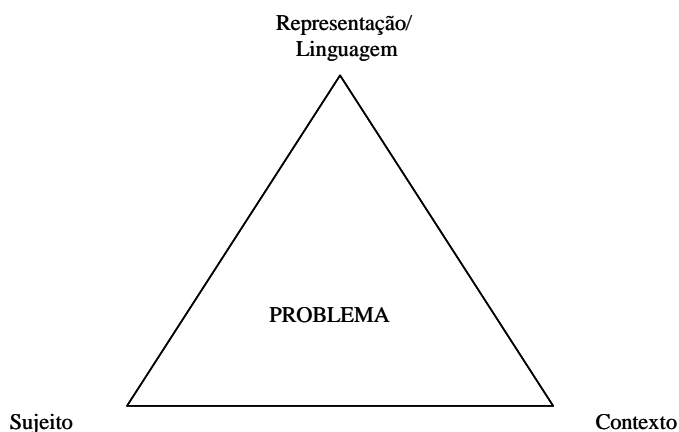 Representação/
Linguagem
PROBLEMA
Sujeito
Contexto